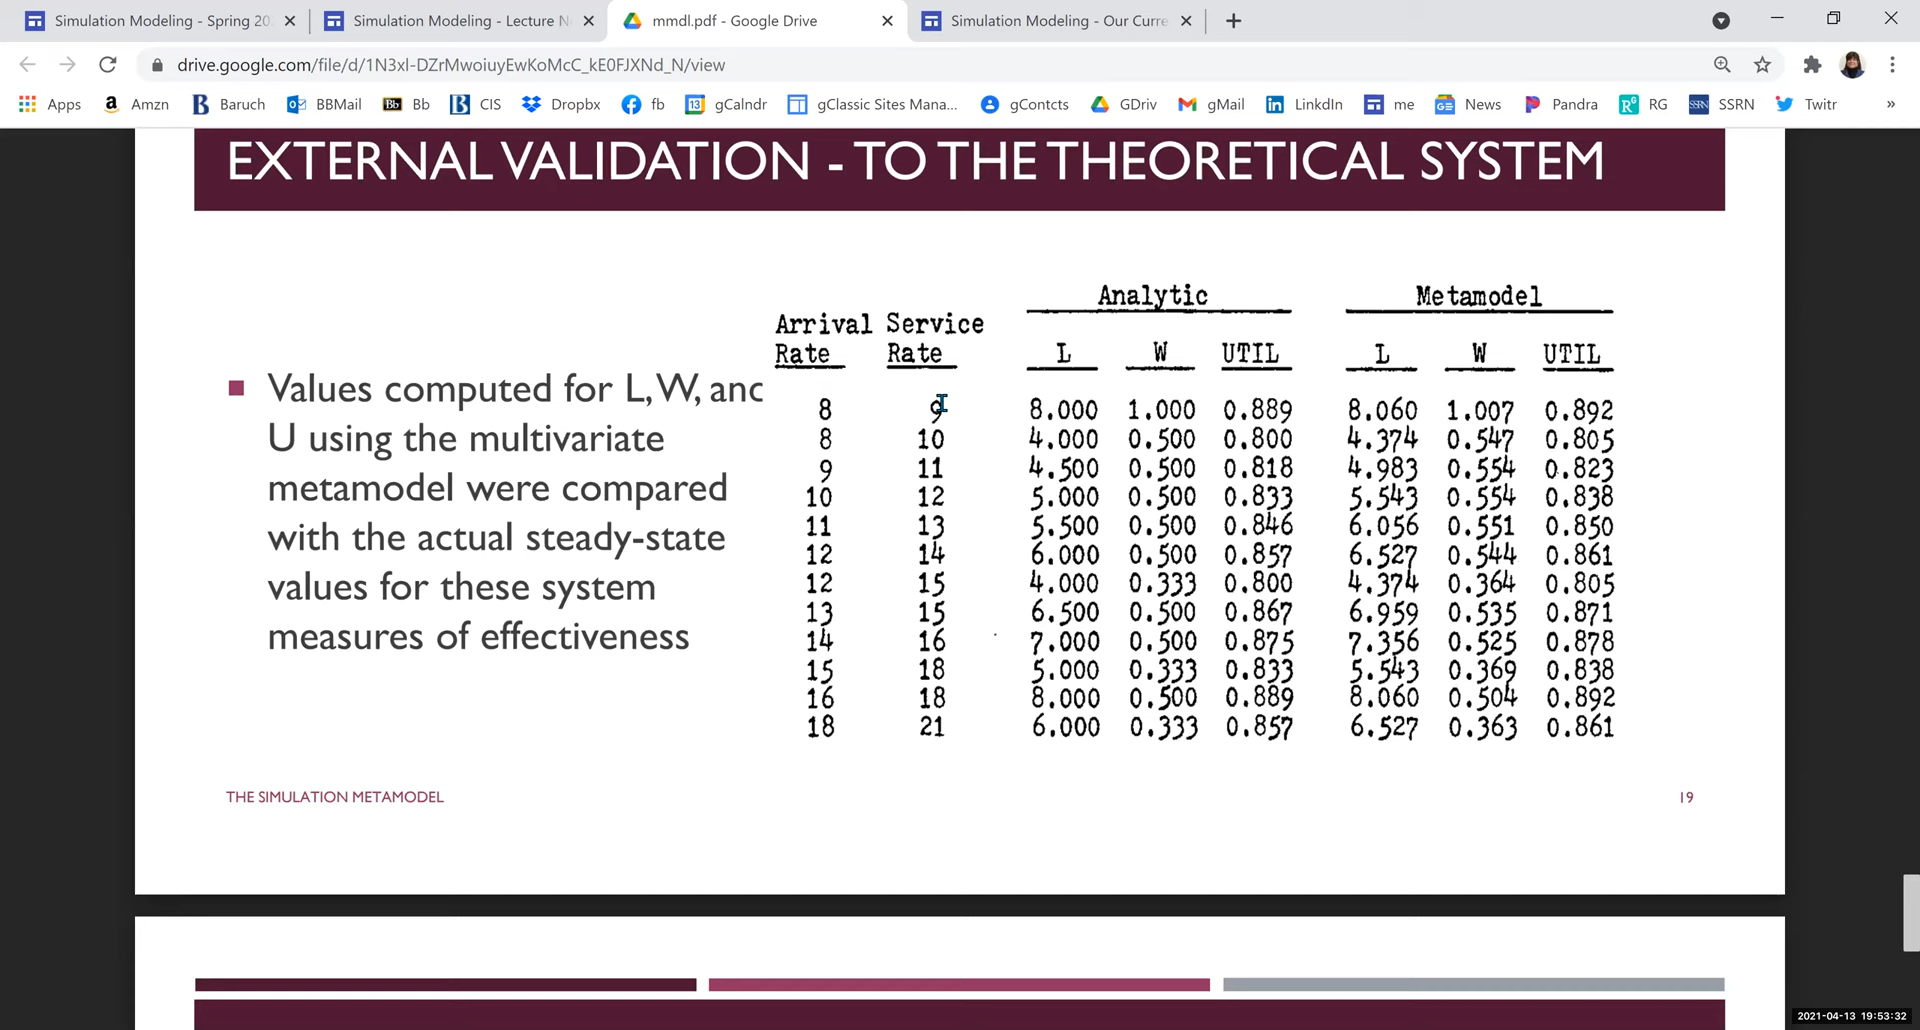 Simulation Modeling - Spring 20
Simulation Modeling - Lecture N
mmdl.pdf - Google Drive
Simulation Modeling - Our Curre
drive.google.com/file/d/1N3xl-DZrMwoiuyEwKoMcC_kE0FJXNd_N/view
Apps Amzn Baruch BBMail Bb CIS Dropbx fb gCalndr gClassic Sites Mana... gContcts GDriv gMail LinkedIn me News Pandra RG SSRN Twitr »
EXTERNAL VALIDATION - TO THE THEORETICAL SYSTEM
Values computed for L, W, and
U using the multivariate
metamodel were compared
with the actual steady-state
values for these system
measures of effectiveness
Analytic Metamodel
Arrival Service
Rate Rate L W UTIL L W UTIL
8 9 8.000 1.000 0.889 8.060 1.007 0.892
8 10 4.000 0.500 0.800 4.374 0.547 0.805
9 11 4.500 0.500 0.818 4.983 0.554 0.823
10 12 5.000 0.500 0.833 5.543 0.554 0.838
11 13 5.500 0.500 0.846 6.056 0.551 0.850
12 14 6.000 0.500 0.857 6.527 0.544 0.861
12 15 4.000 0.333 0.800 4.374 0.364 0.805
13 15 6.500 0.500 0.867 6.959 0.535 0.871
14 16 7.000 0.500 0.875 7.356 0.525 0.878
15 18 5.000 0.333 0.833 5.543 0.369 0.838
16 18 8.000 0.500 0.889 8.060 0.504 0.892
18 21 6.000 0.333 0.857 6.527 0.363 0.861
THE SIMULATION METAMODEL 19
2021-04-13 19:53:32